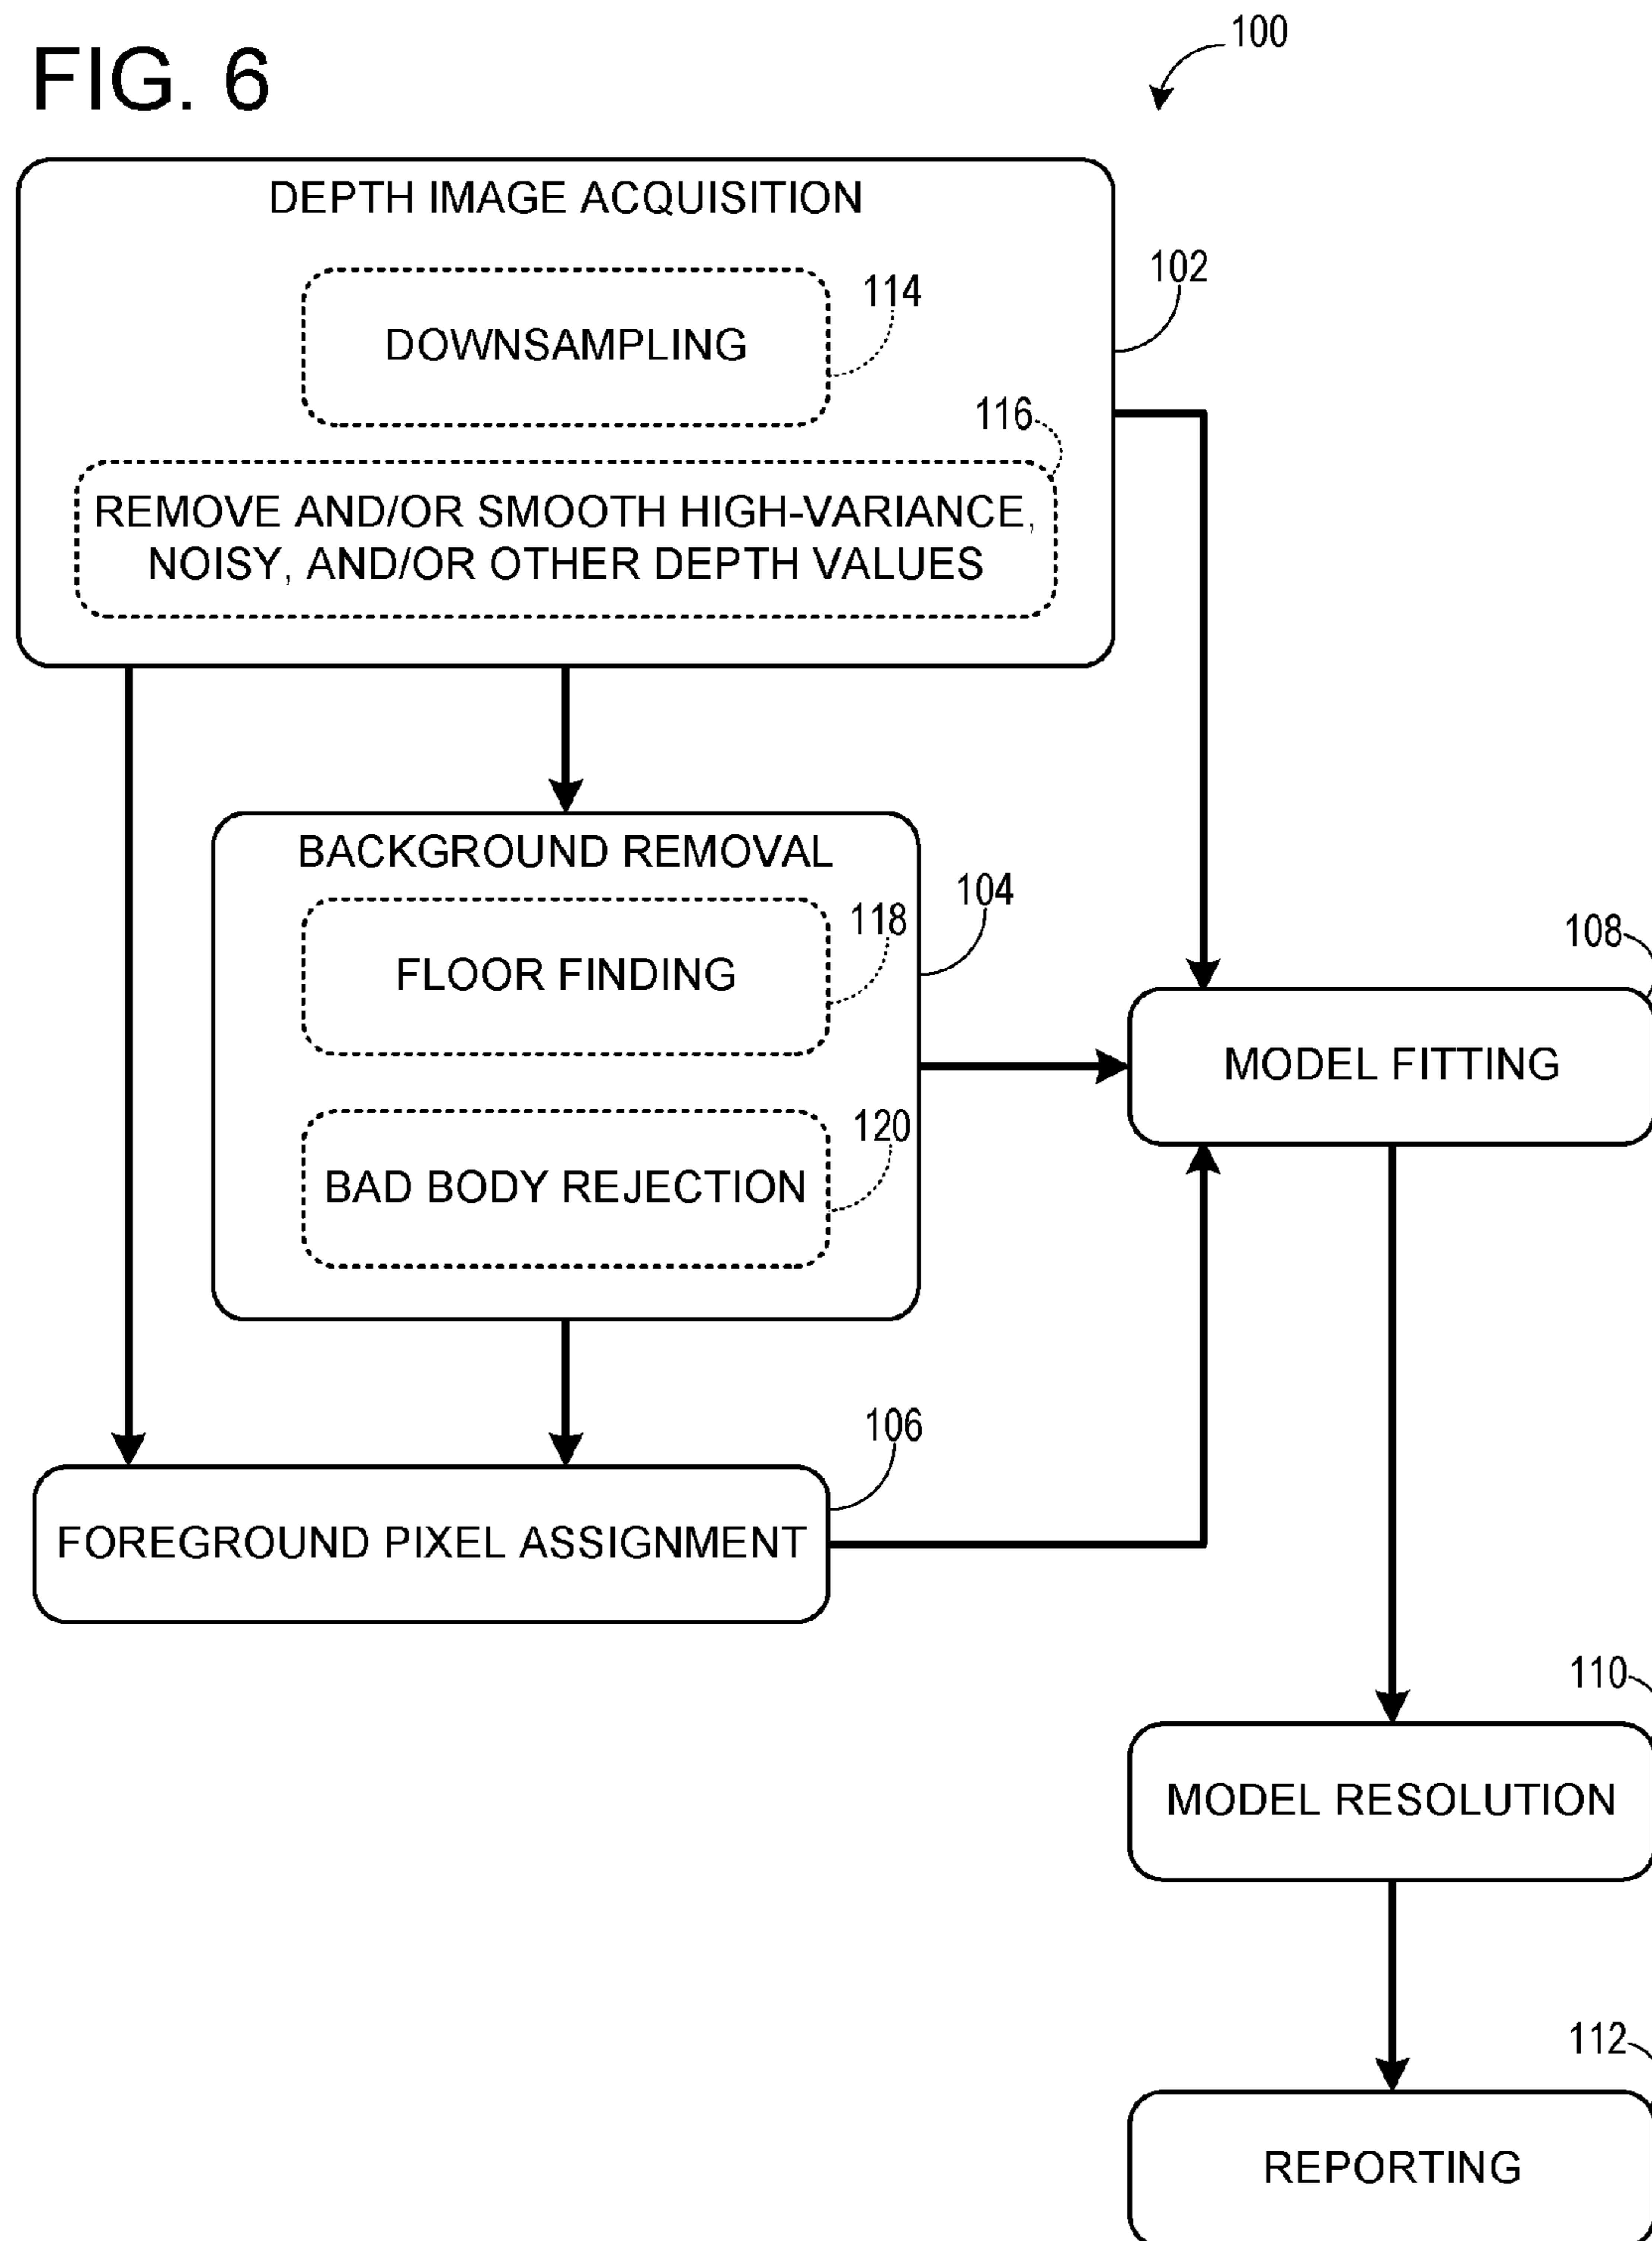 FIG. 6
100
DEPTH IMAGE ACQUISITION
102
DOWNSAMPLING
114
116
REMOVE AND/OR SMOOTH HIGH-VARIANCE,
NOISY, AND/OR OTHER DEPTH VALUES
BACKGROUND REMOVAL
104
118
FLOOR FINDING
120
BAD BODY REJECTION
108
MODEL FITTING
106
FOREGROUND PIXEL ASSIGNMENT
110
MODEL RESOLUTION
112
REPORTING